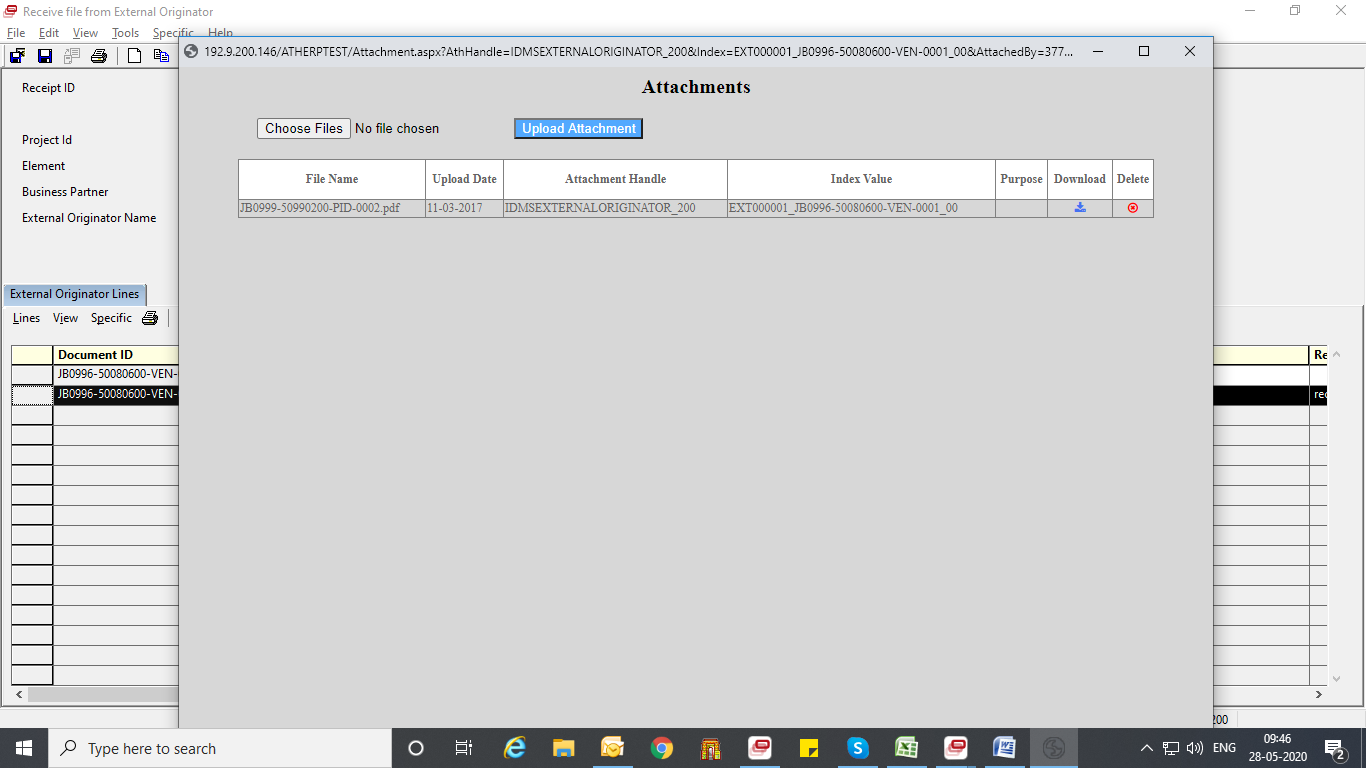 Receive file from External Originator
File Edit View Tools Specific Help
192.9.200.146/ATHERPTEST/Attachment.aspx?AthHandle=IDMSEXTERNALORIGINATOR_200&Index=EXT000001_JB0996-50080600-VEN-0001_00&AttachedBy=377...
Attachments
Receipt ID
Choose Files No file chosen Upload Attachment
Project Id
Element
Business Partner
External Originator Name
File Name Upload Date Attachment Handle Index Value Purpose Download Delete
JB0999-50990200-PID-0002.pdf 11-03-2017 IDMSEXTERNALORIGINATOR_200 EXT000001_JB0996-50080600-VEN-0001_00
External Originator Lines
Lines View Specific
Document ID Re
JB0996-50080600-VEN-
JB0996-50080600-VEN- rec
200
Type here to search
ENG 09:46
28-05-2020
2